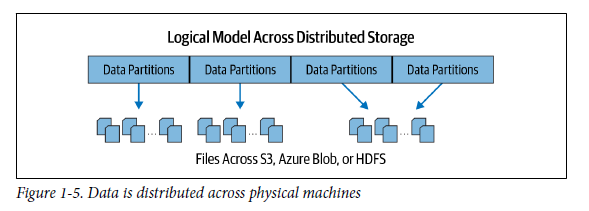 Logical Model Across Distributed Storage
Data Partitions Data Partitions Data Partitions Data Partitions
... ... ...
Files Across S3, Azure Blob, or HDFS
Figure 1-5. Data is distributed across physical machines